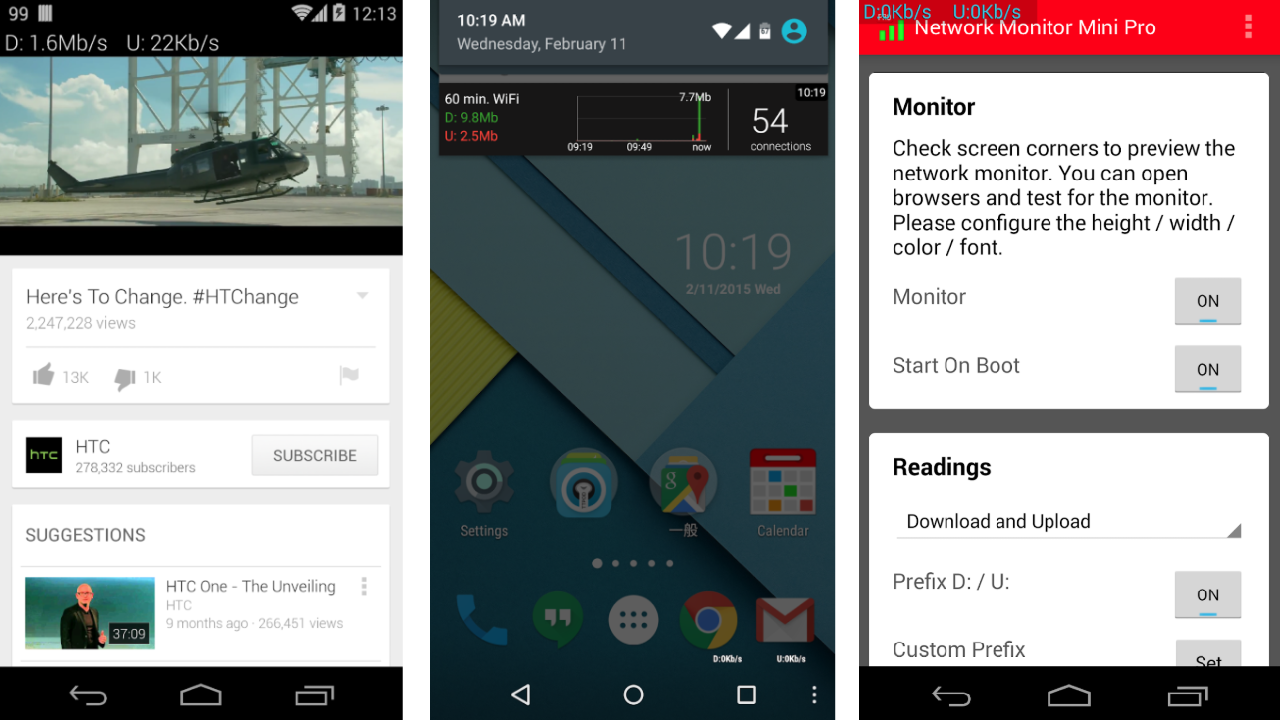 99
12:13
D: 1.6Mb/s U: 22Kb/s
Here's To Change. #HTChange
2,247,228 views
13K
1K
hTC
HTC
278,332 subscribers
SUBSCRIBE
SUGGESTIONS
HTC One - The Unveiling
HTC
9 months ago · 266,451 views
37:09
10:19 AM
Wednesday, February 11
67
60 min. WiFi
D: 9.8Mb
U: 2.5Mb
7.7Mb
09:19
09:49
now
10:19
54
connections
10:19
2/11/2015 Wed
Settings
一般
Calendar
D:0Kb/s
U:0Kb/s
D:0Kb/s U:0Kb/s
Network Monitor Mini Pro
Monitor
Check screen corners to preview the
network monitor. You can open
browsers and test for the monitor.
Please configure the height / width /
color / font.
Monitor
ON
Start On Boot
ON
Readings
Download and Upload
Prefix D: / U:
ON
Custom Prefix
Set